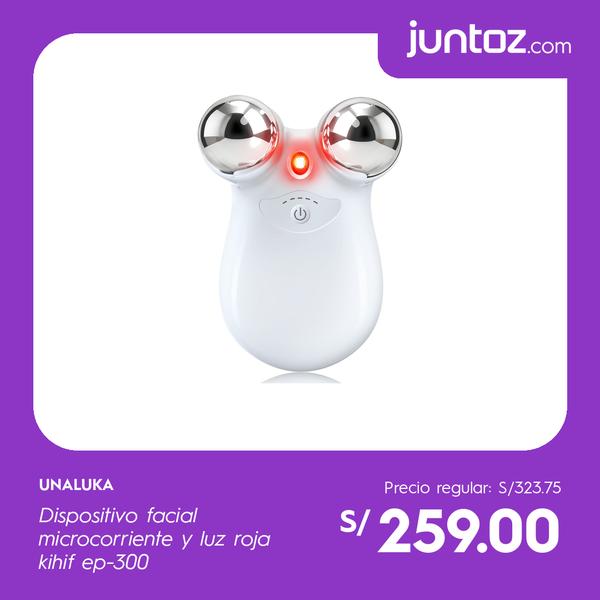 juntoz.com
UNALUKA
Dispositivo facial
microcorriente y luz roja
kihif ep-300
Precio regular: S/323.75
S/259.00